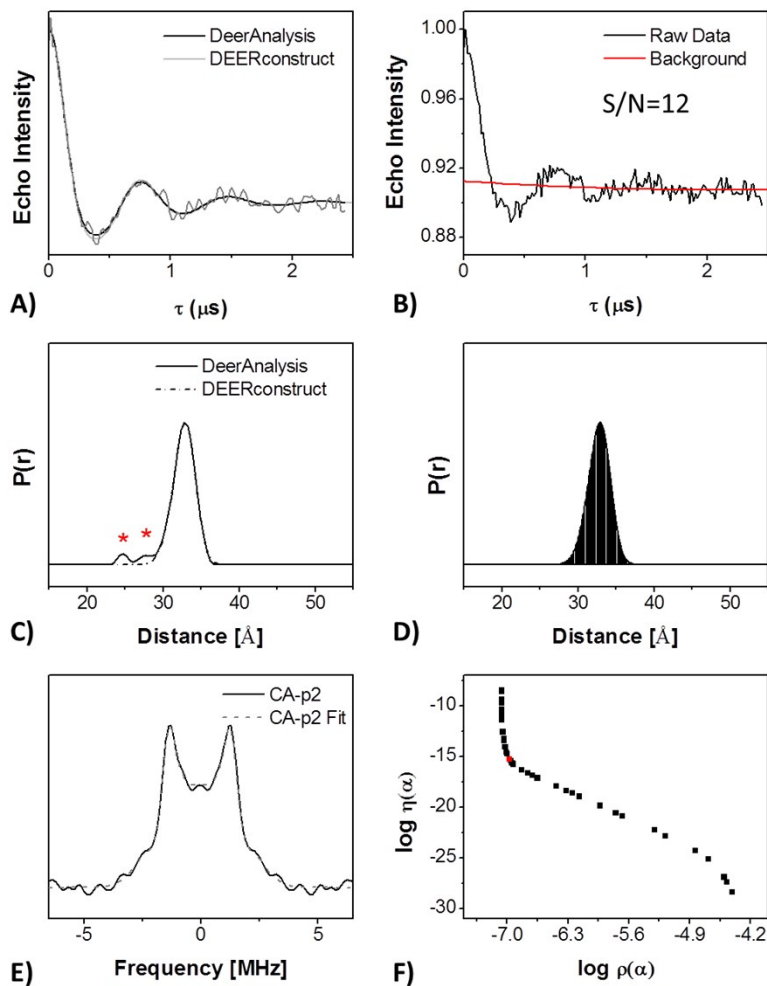 DeerAnalysis
DEERconstruct
Echo Intensity
0 1 2
τ (μs)
A)
Raw Data
Background
S/N=12
Echo Intensity
1.00
0.96
0.92
0.88
0 1 2
τ (μs)
B)
DeerAnalysis
DEERconstruct
P(r)
* *
20 30 40 50
Distance [Å]
C)
P(r)
20 30 40 50
Distance [Å]
D)
CA-p2
CA-p2 Fit
-5 0 5
Frequency [MHz]
E)
log η(α)
-10
-15
-20
-25
-30
-7.0 -6.3 -5.6 -4.9 -4.2
log ρ(α)
F)